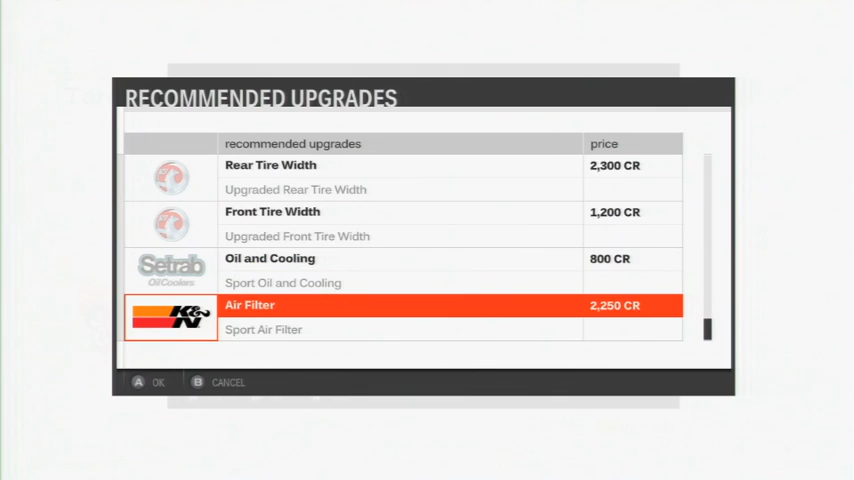 RECOMMENDED UPGRADES
recommended upgrades price
Rear Tire Width 2,300 CR
Upgraded Rear Tire Width
Front Tire Width 1,200 CR
Upgraded Front Tire Width
Setrab
OilCoolers
Oil and Cooling 800 CR
Sport Oil and Cooling
K&N
Air Filter 2,250 CR
Sport Air Filter
A OK B CANCEL